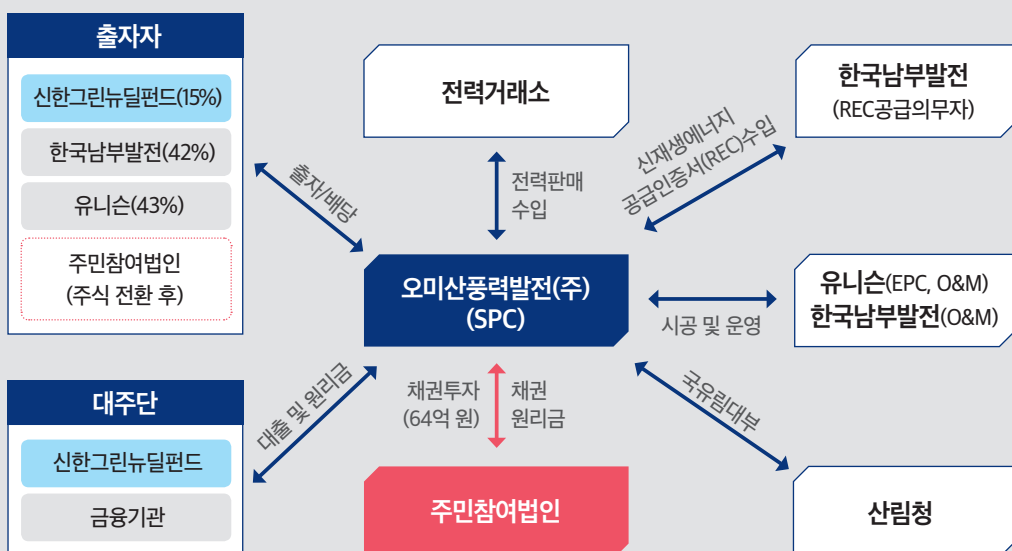 출자자
신한그린뉴딜펀드(15%)
한국남부발전(42%)
유니슨(43%)
주민참여법인
(주식 전환 후)
전력거래소
한국남부발전
(REC공급의무자)
출자/배당
전력판매
수입
신재생에너지
공급인증서(REC)수입
오미산풍력발전(주)
(SPC)
시공 및 운영
유니슨(EPC, O&M)
한국남부발전(O&M)
대주단
신한그린뉴딜펀드
금융기관
대출 및 원리금
채권투자
(64억 원)
채권
원리금
국유림대부
주민참여법인
산림청